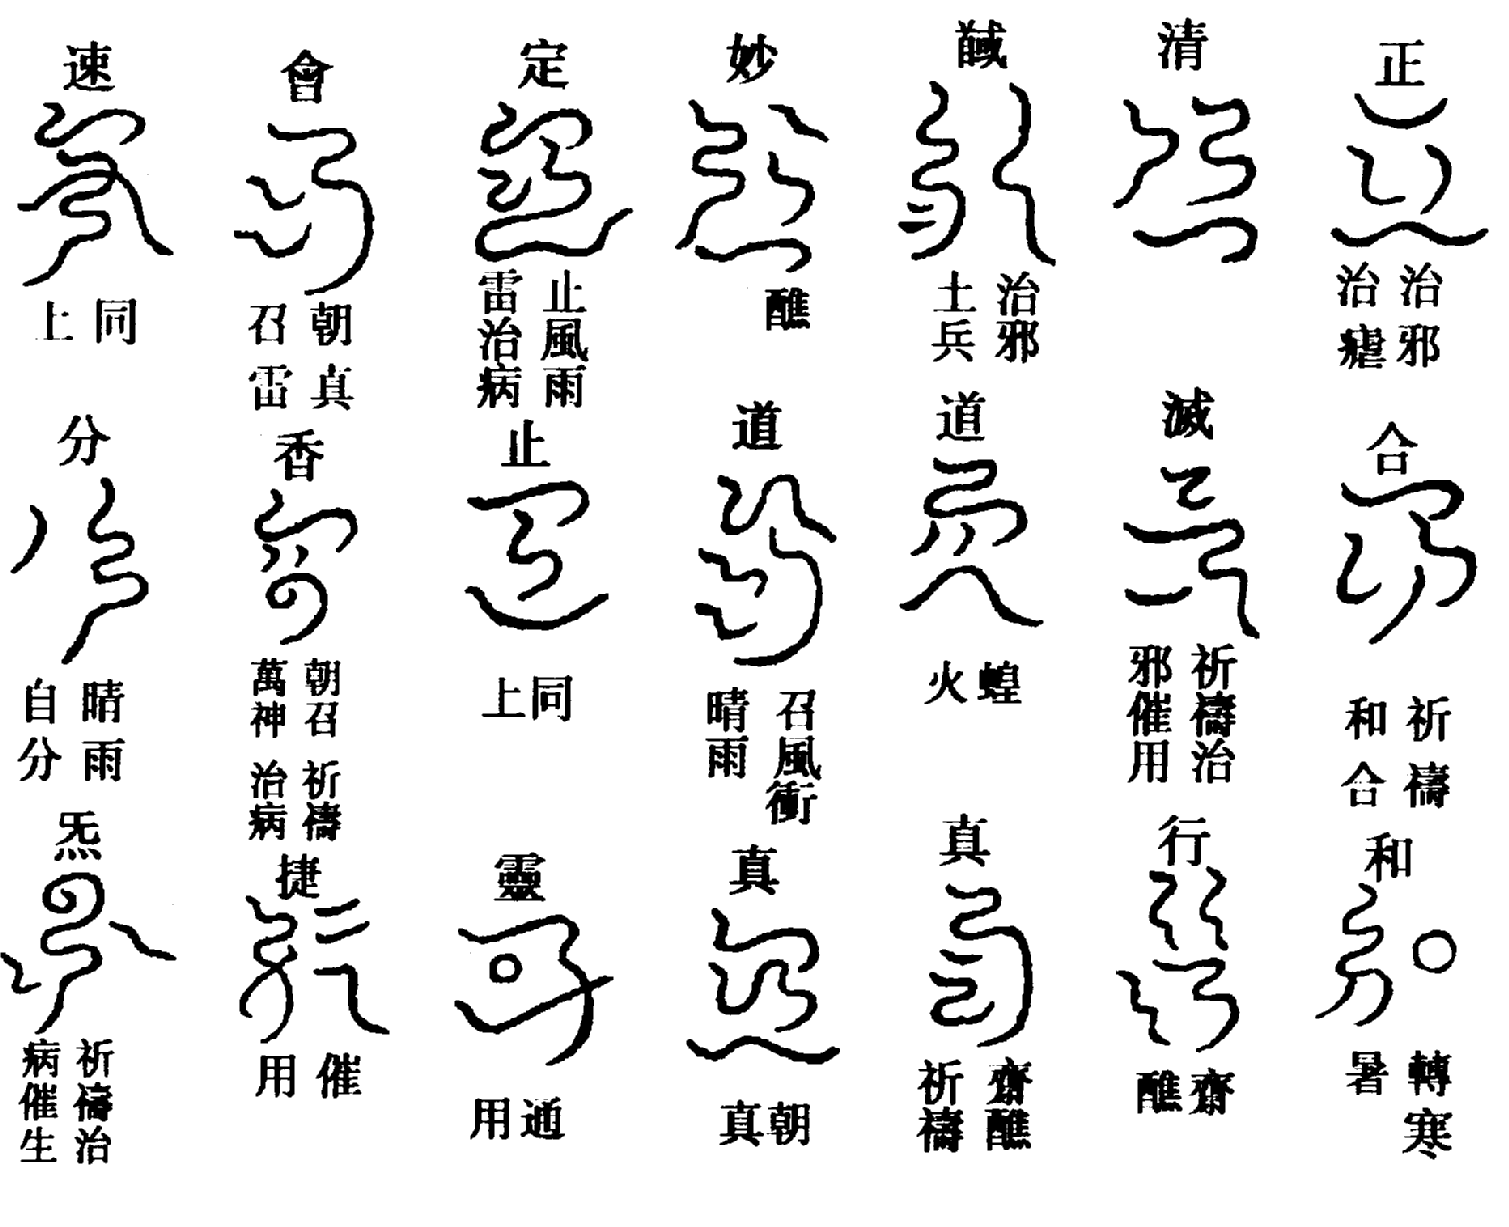 正
治邪
治瘧
合
祈禱
和合
和
轉寒
暑
清
滅
祈禱治
邪催用
行
齋
醮
馘
治邪
土兵
道
蝗
火
真
齋醮
祈禱
妙
醮
道
召風衝
晴雨
真
朝
真
定
止風雨
雷治病
止
同
上
靈
通
用
會
朝真
召雷
香
朝召祈禱
萬神治病
捷
催
用
速
同
上
分
晴雨
自分
炁
祈禱治
病催生